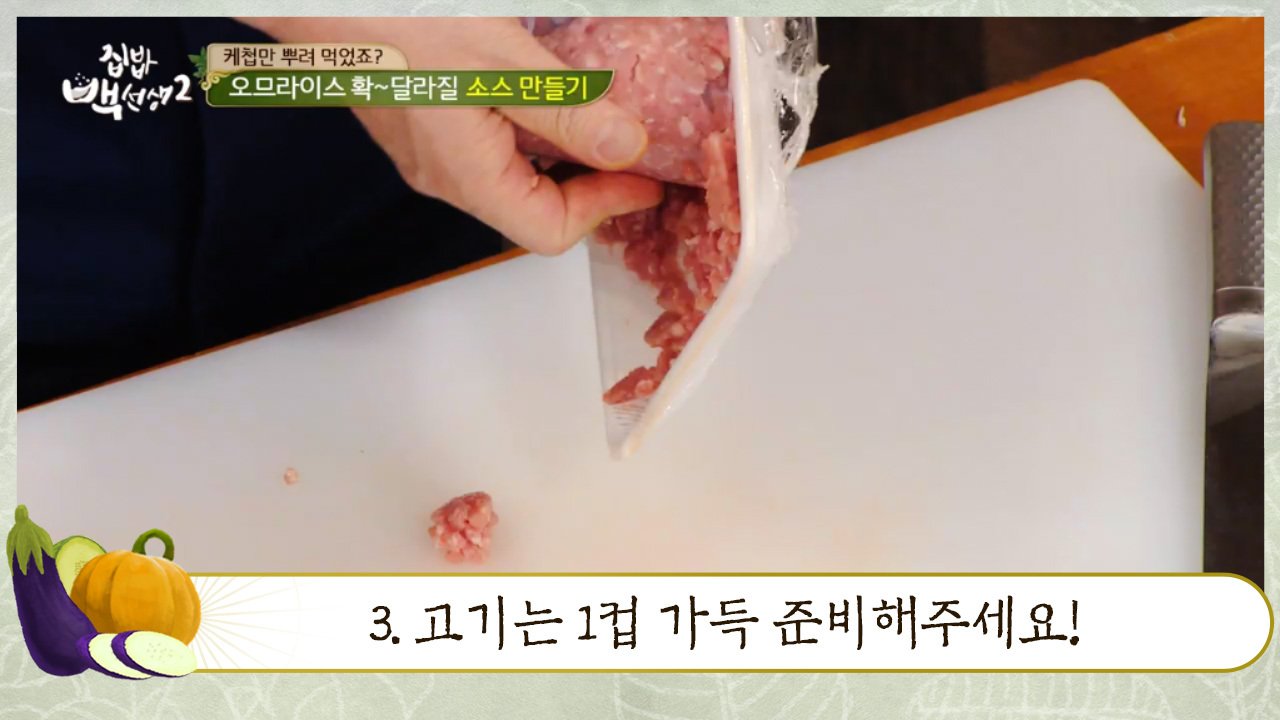 집밥
백선생2
케첩만 뿌려 먹었죠?
오므라이스 확~달라질 소스 만들기
3. 고기는 1컵 가득 준비해주세요!